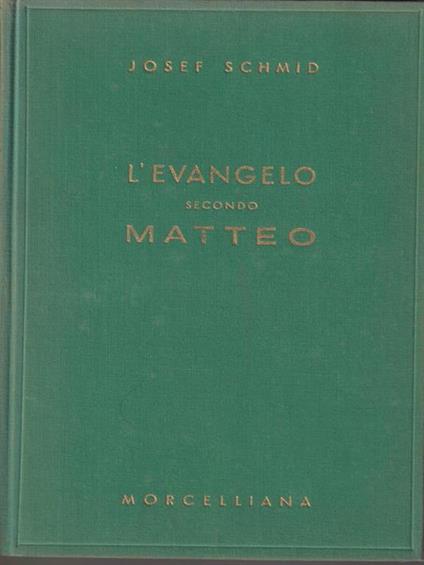 JOSEF SCHMID
L'EVANGELO
SECONDO
MATTEO
MORCELLIANA